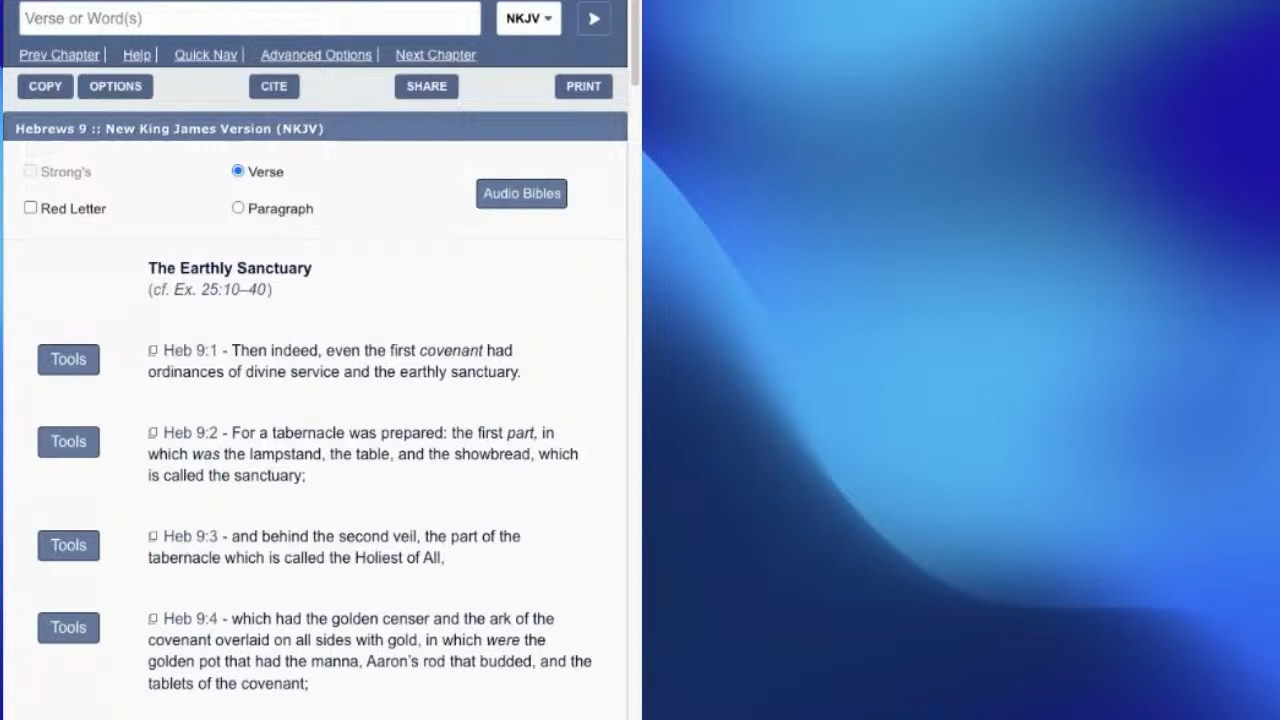 Verse or Word(s)
NKJV
Prev Chapter | Help | Quick Nav | Advanced Options | Next Chapter
COPY OPTIONS CITE SHARE PRINT
Hebrews 9 :: New King James Version (NKJV)
Strong's Verse
Audio Bibles
Red Letter Paragraph
The Earthly Sanctuary
(cf. Ex. 25:10–40)
Tools
Heb 9:1 - Then indeed, even the first covenant had
ordinances of divine service and the earthly sanctuary.
Tools
Heb 9:2 - For a tabernacle was prepared: the first part, in
which was the lampstand, the table, and the showbread, which
is called the sanctuary;
Tools
Heb 9:3 - and behind the second veil, the part of the
tabernacle which is called the Holiest of All,
Tools
Heb 9:4 - which had the golden censer and the ark of the
covenant overlaid on all sides with gold, in which were the
golden pot that had the manna, Aaron's rod that budded, and the
tablets of the covenant;